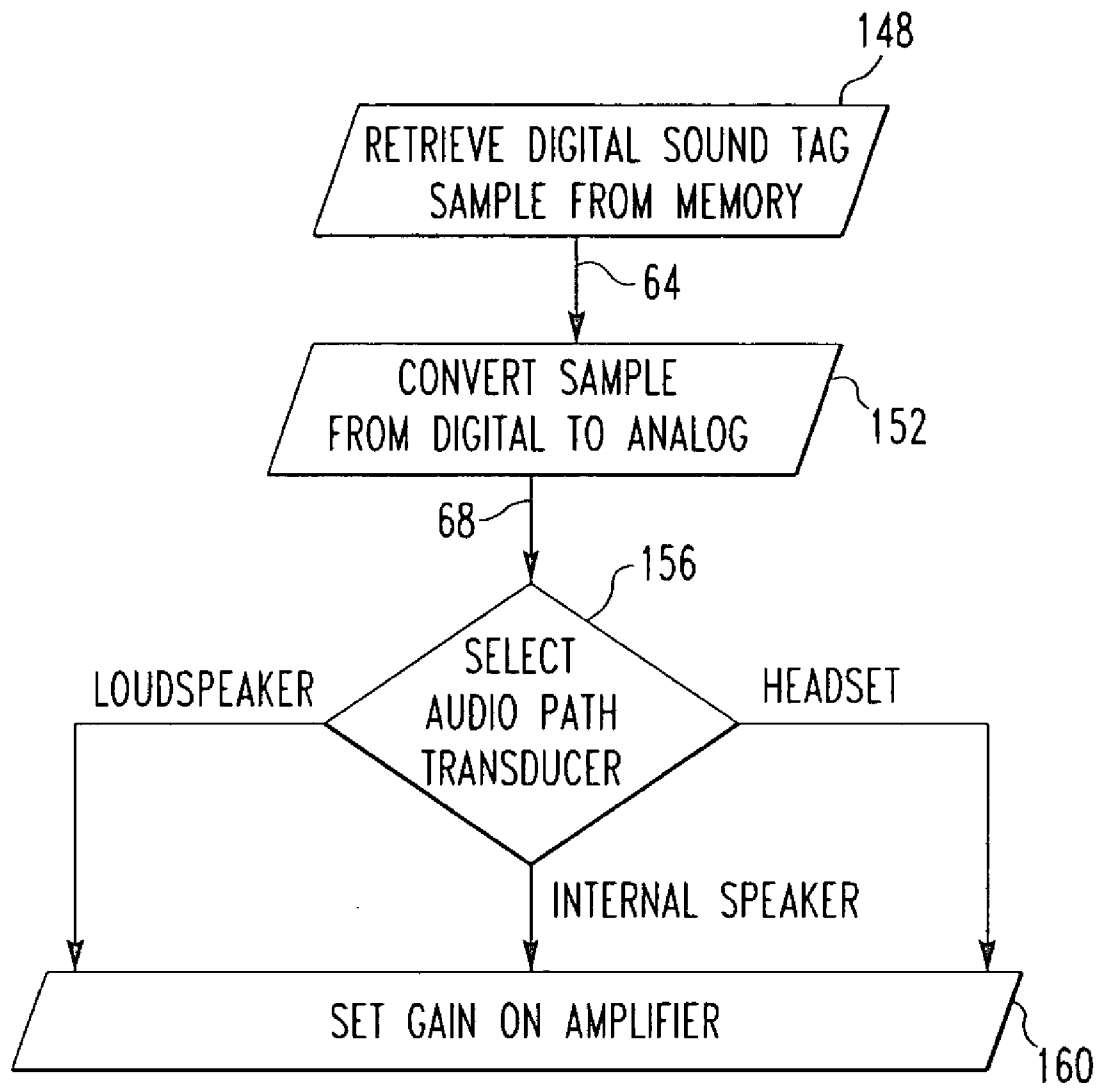 148
RETRIEVE DIGITAL SOUND TAG
SAMPLE FROM MEMORY
64
CONVERT SAMPLE
FROM DIGITAL TO ANALOG
152
68
156
SELECT
AUDIO PATH
TRANSDUCER
LOUDSPEAKER
HEADSET
INTERNAL SPEAKER
SET GAIN ON AMPLIFIER
160